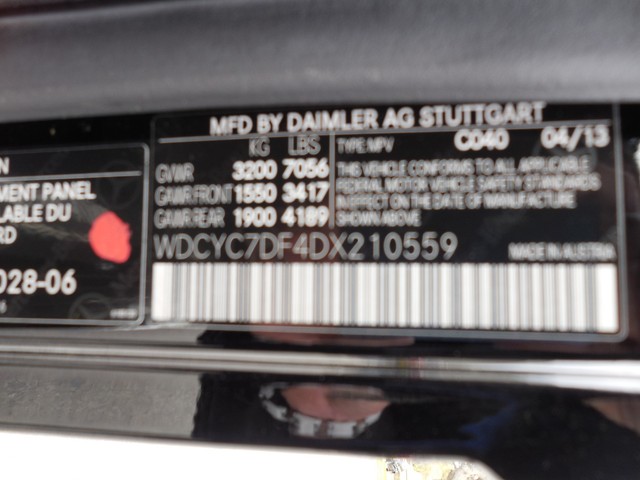 MFD BY DAIMLER AG STUTTGART
KG LBS
GVWR 3200 7056
GAWR FRONT 1550 3417
GAWR REAR 1900 4189
TYPE: MPV C040 04/13
THIS VEHICLE CONFORMS TO ALL APPLICABLE
FEDERAL MOTOR VEHICLE SAFETY STANDARDS
IN EFFECT ON THE DATE OF MANUFACTURE
SHOWN ABOVE
WDCYC7DF4DX210559
MADE IN AUSTRIA
EMENT PANEL
LABLE DU
RD
028-06